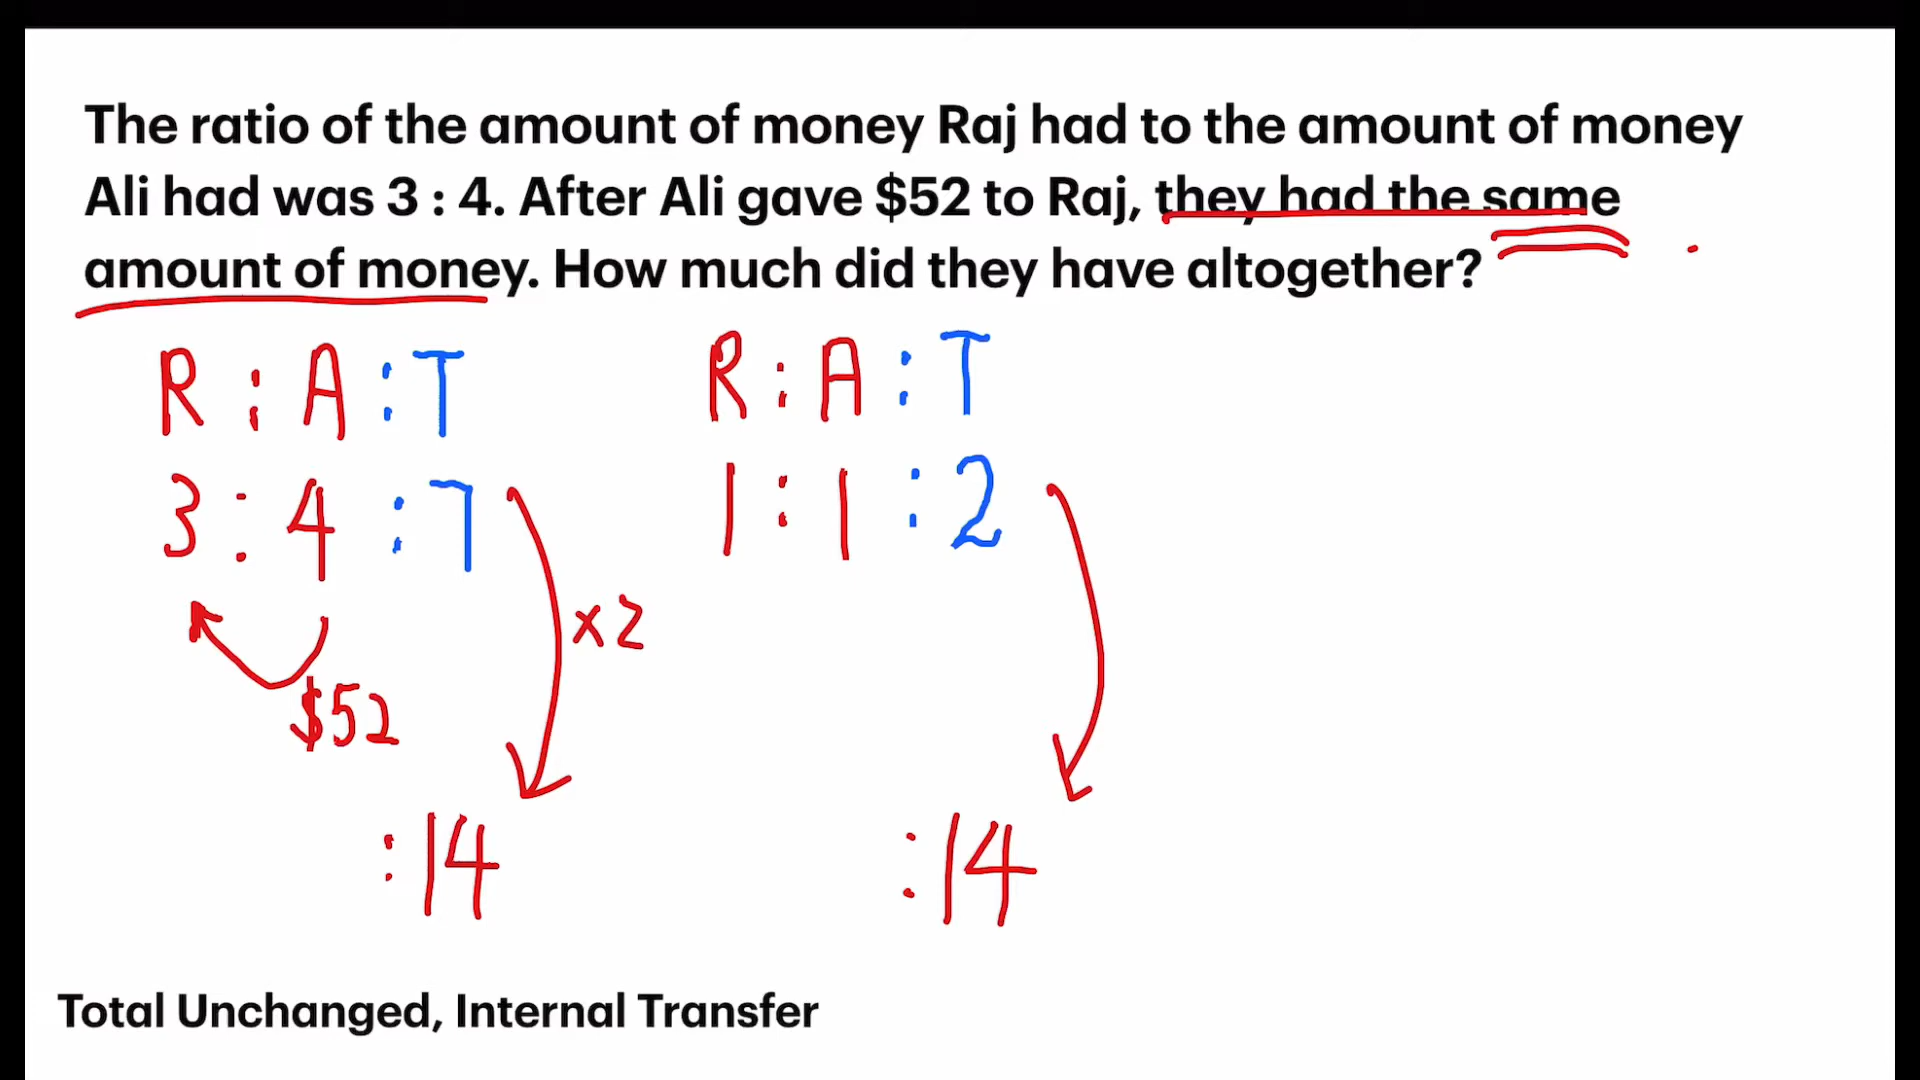 The ratio of the amount of money Raj had to the amount of money
Ali had was 3 : 4. After Ali gave $52 to Raj, they had the same
amount of money. How much did they have altogether?
R : A : T
3 : 4 : 7
x2
$52
: 14
R : A : T
1 : 1 : 2
: 14
Total Unchanged, Internal Transfer